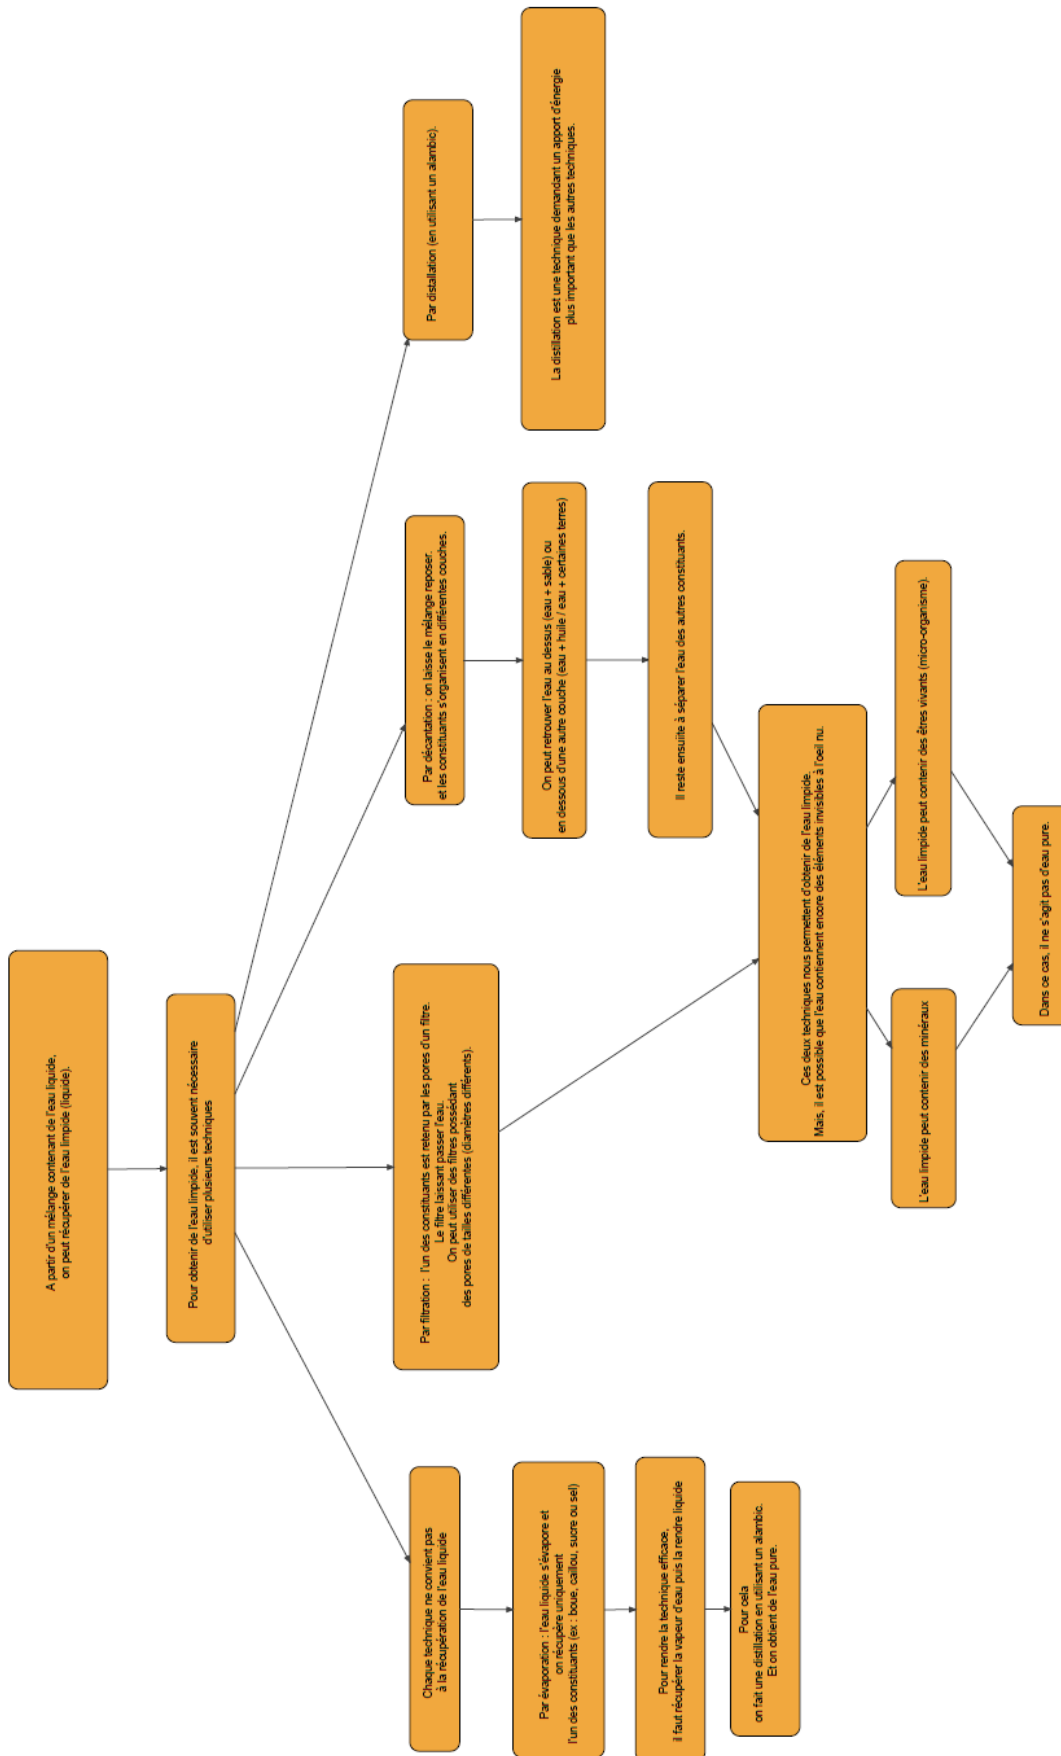 A partir d'un mélange contenant de l'eau liquide,
on peut récupérer de l'eau limpide (liquide).
Pour obtenir de l'eau limpide, il est souvent nécessaire
d'utiliser plusieurs techniques
Chaque technique ne convient pas
à la récupération de l'eau liquide
Par évaporation : l'eau liquide s'évapore et
on récupère uniquement
l'un des constituants (ex : boue, caillou, sucre ou sel)
Pour rendre la technique efficace,
il faut récupérer la vapeur d'eau puis la rendre liquide
Pour cela
on fait une distillation en utilisant un alambic.
Et on obtient de l'eau pure.
Par filtration : l'un des constituants est retenu par les pores d'un filtre.
Le filtre laissant passer l'eau.
On peut utiliser des filtres possédant
des pores de tailles différentes (diamètres différents).
Par décantation : on laisse le mélange reposer.
et les constituants s'organisent en différentes couches.
On peut retrouver l'eau au dessus (eau + sable) ou
en dessous d'une autre couche (eau + huile / eau + certaines terres)
Il reste ensuiite à séparer l'eau des autres constituants.
Ces deux techniques nous permettent d'obtenir de l'eau limpide.
Mais, il est possible que l'eau contiennent encore des éléments invisibles à l'oeil nu.
L'eau limpide peut contenir des minéraux
L'eau limpide peut contenir des êtres vivants (micro-organisme).
Dans ce cas, il ne s'agit pas d'eau pure.
Par distallation (en utilisant un alambic).
La distillation est une technique demandant un apport d'énergie
plus important que les autres techniques.